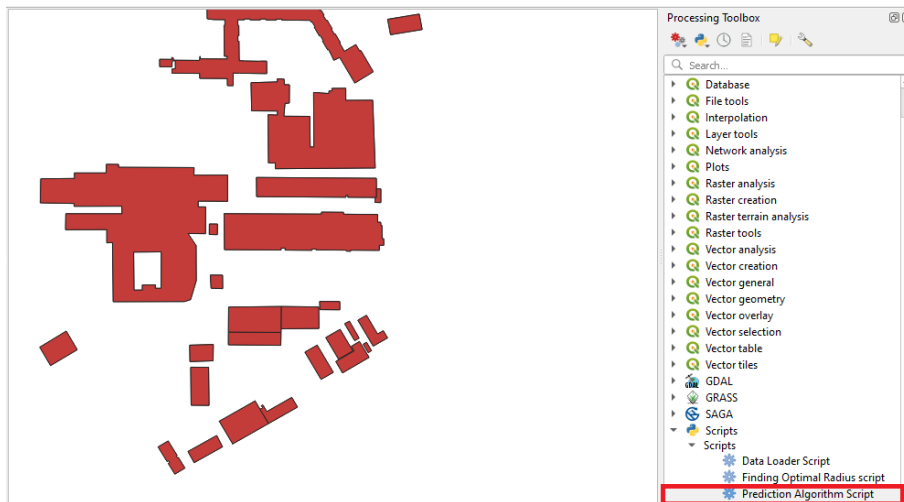 Processing Toolbox
Search...
Database
File tools
Interpolation
Layer tools
Network analysis
Plots
Raster analysis
Raster creation
Raster terrain analysis
Raster tools
Vector analysis
Vector creation
Vector general
Vector geometry
Vector overlay
Vector selection
Vector table
Vector tiles
GDAL
GRASS
SAGA
Scripts
Scripts
Data Loader Script
Finding Optimal Radius script
Prediction Algorithm Script